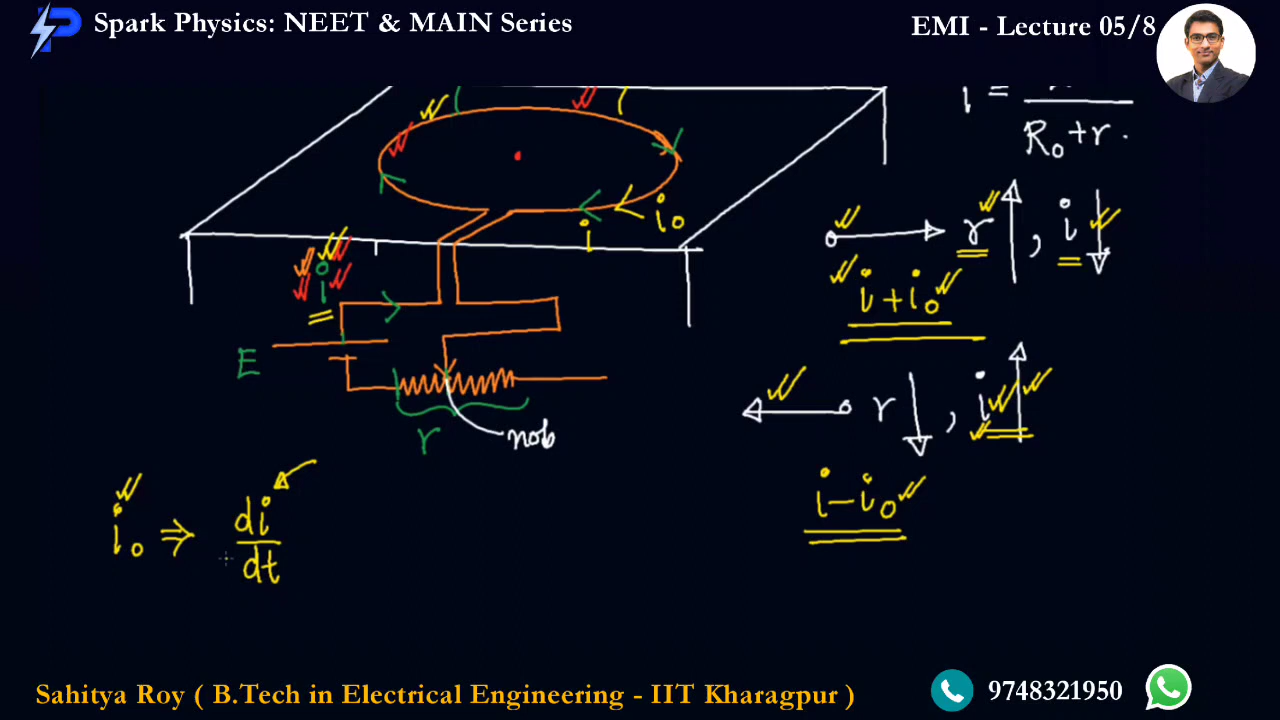 Spark Physics: NEET & MAIN Series
EMI - Lecture 05/8
i =
R₀+r.
i₀
i
r , i
i+i₀
i
E
r
nob
r , i
i-i₀
i₀ ⇒ di
dt
Sahitya Roy ( B.Tech in Electrical Engineering - IIT Kharagpur )
9748321950